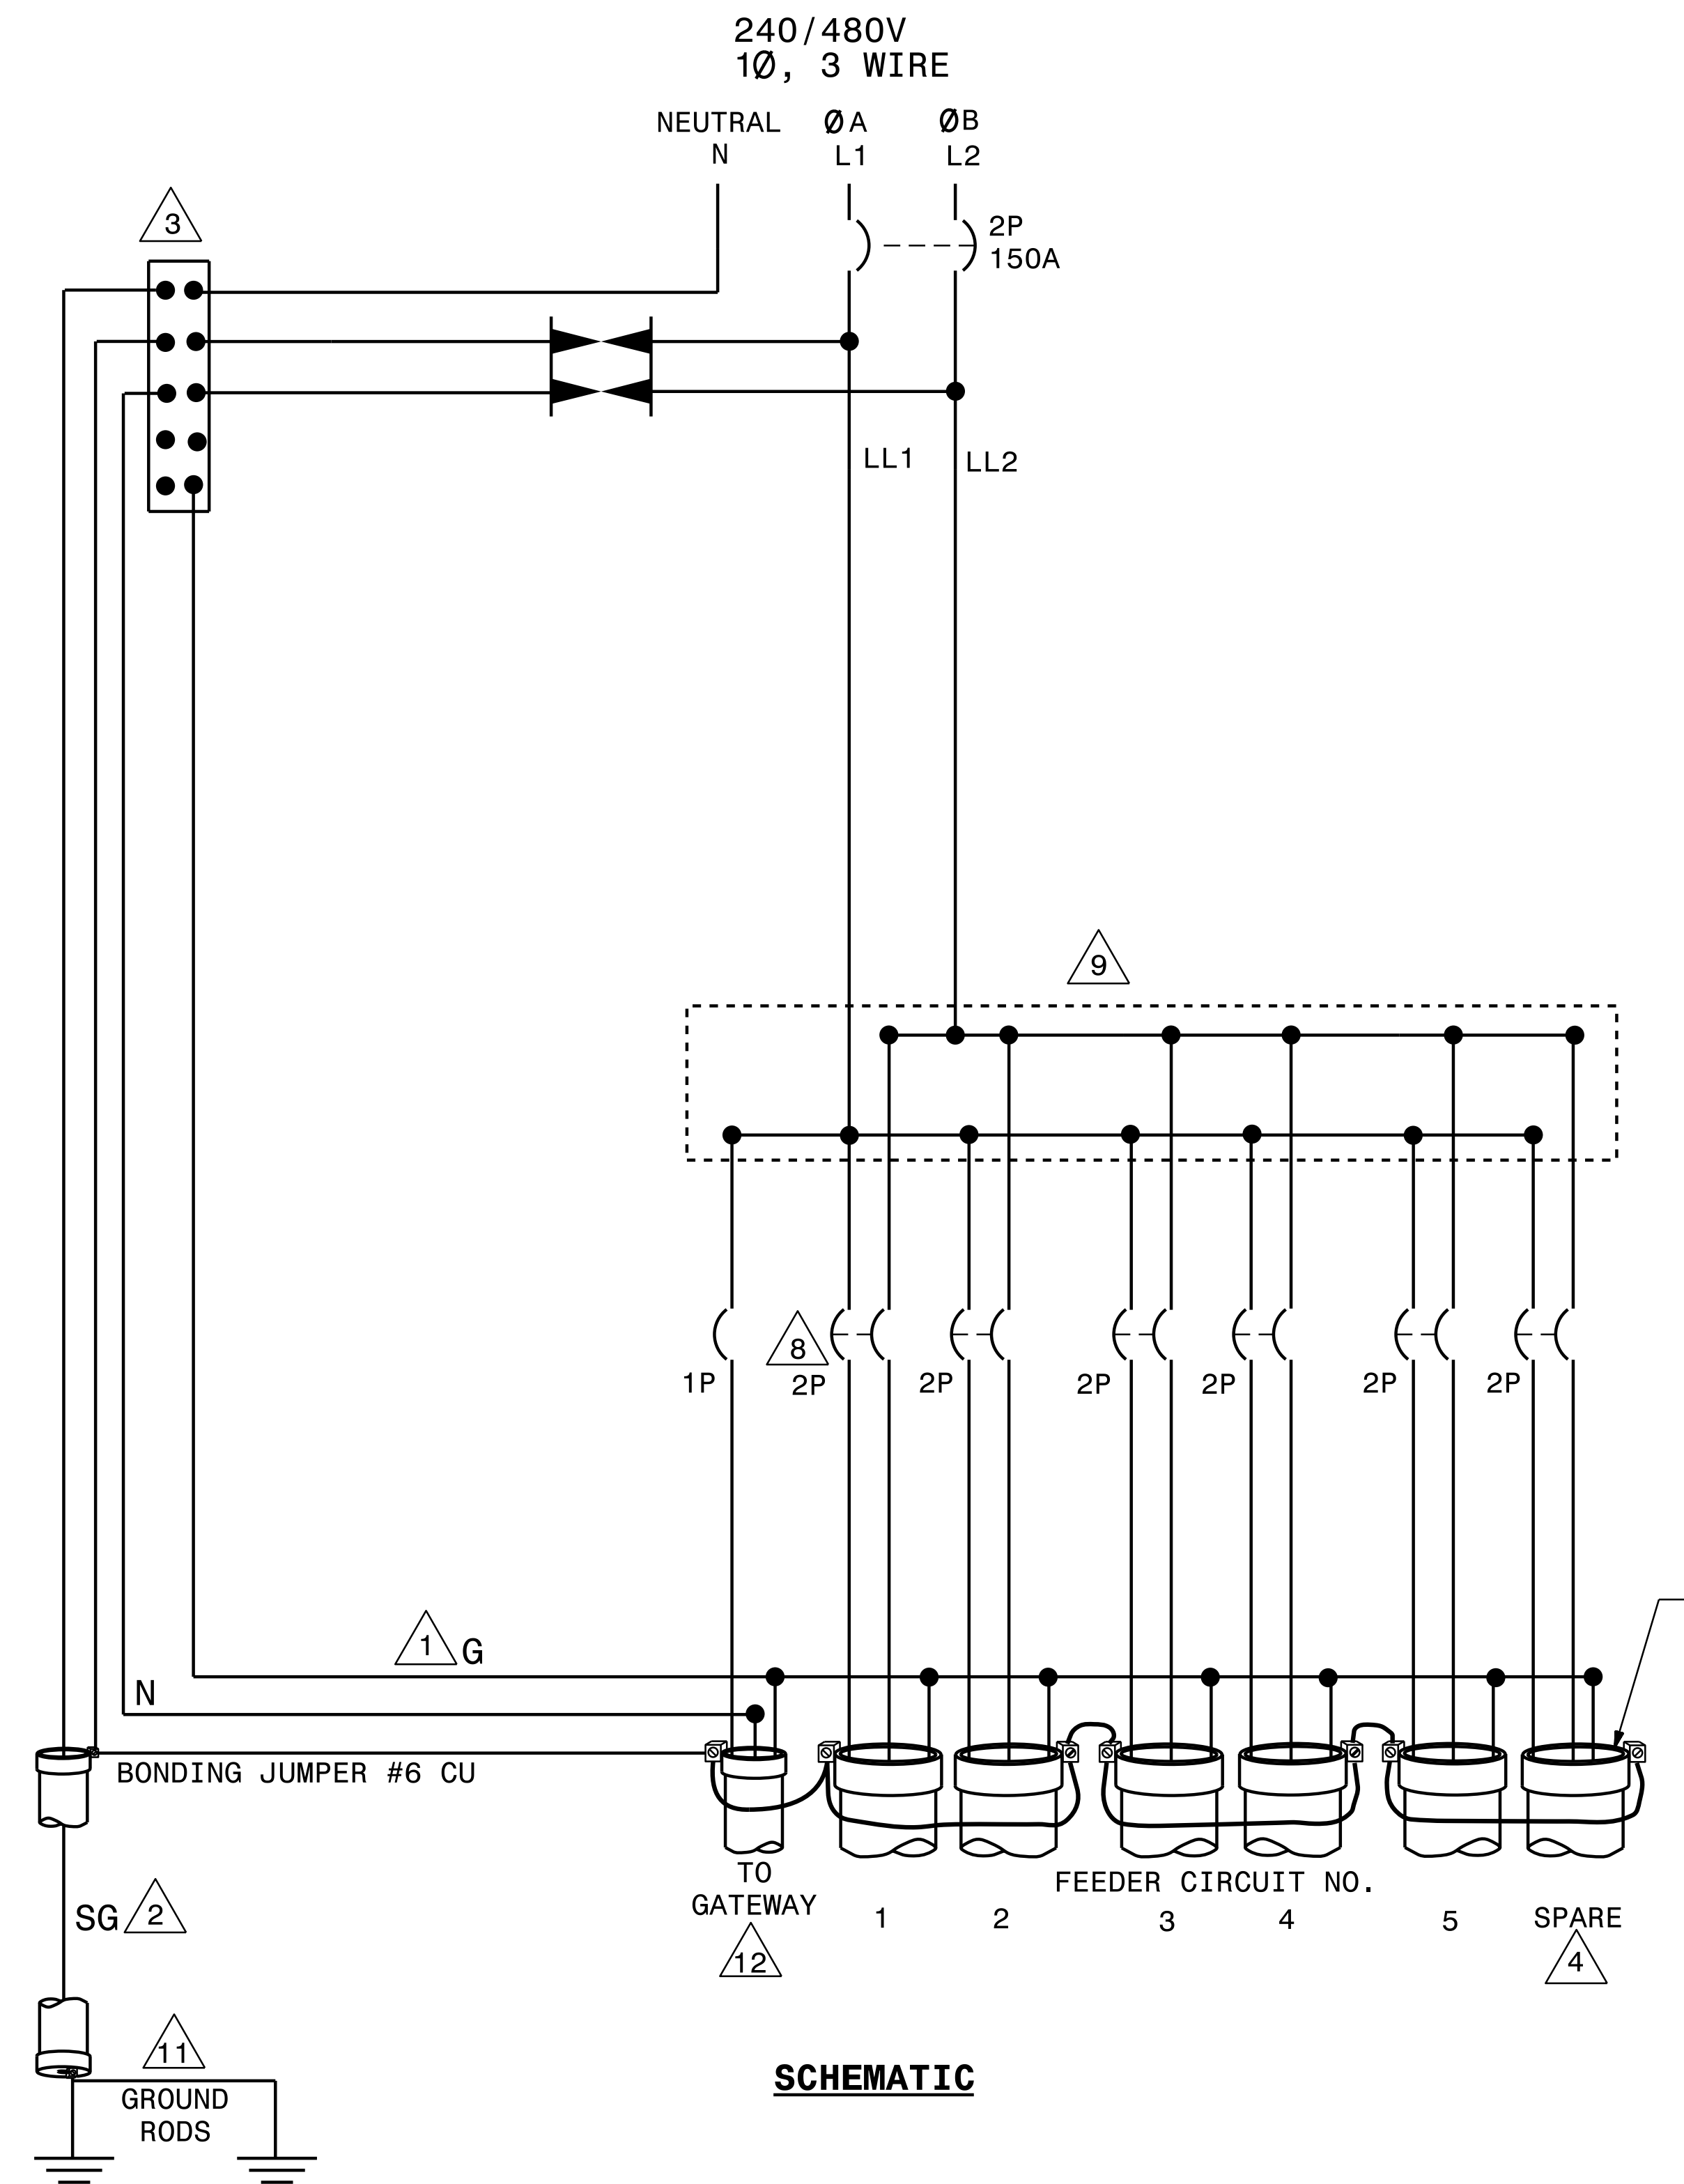 240/480V
1Ø, 3 WIRE
NEUTRAL
N
ØA
L1
ØB
L2
2P
150A
3
LL1
LL2
9
8
1P
2P
2P
2P
2P
2P
2P
1
G
N
BONDING JUMPER #6 CU
TO
GATEWAY
12
FEEDER CIRCUIT NO.
1
2
3
4
5
SPARE
4
SG
2
11
GROUND
RODS
SCHEMATIC